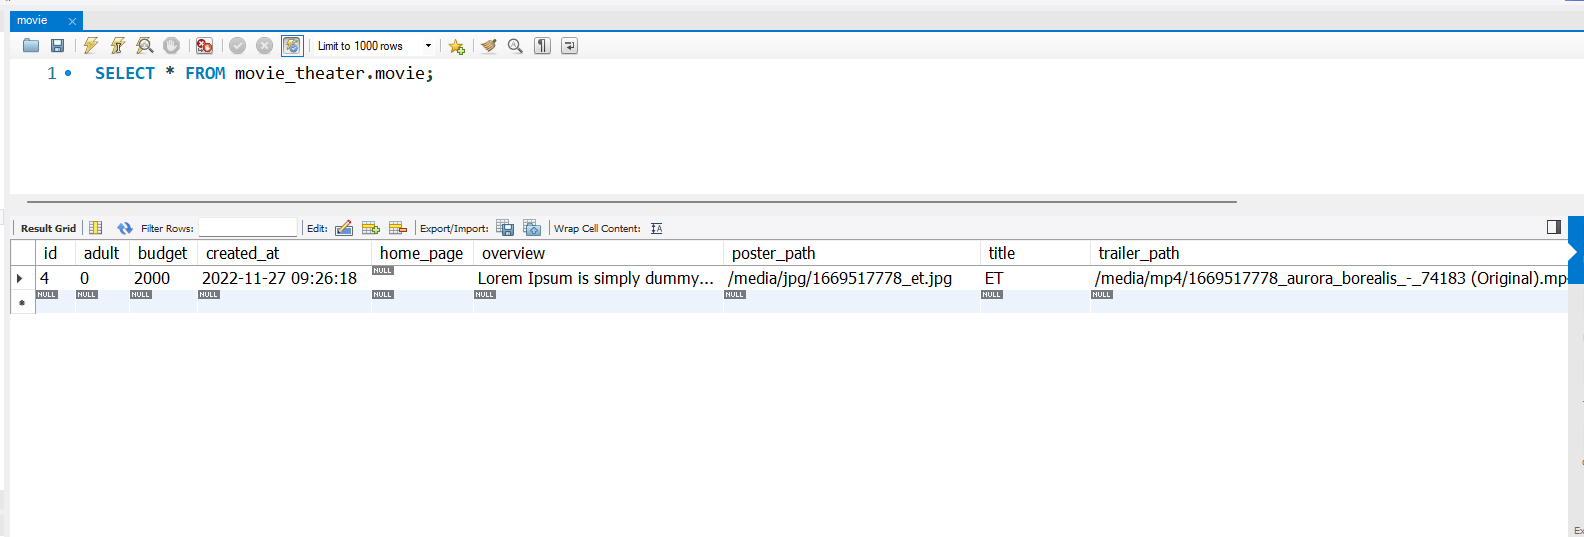 movie
Limit to 1000 rows
1 SELECT * FROM movie_theater.movie;
Result Grid Filter Rows: Edit: Export/Import: Wrap Cell Content:
id adult budget created_at home_page overview poster_path title trailer_path
4 0 2000 2022-11-27 09:26:18 NULL Lorem Ipsum is simply dummy... /media/jpg/1669517778_et.jpg ET /media/mp4/1669517778_aurora_borealis_-_74183 (Original).mp
* NULL NULL NULL NULL NULL NULL NULL NULL NULL
Ex